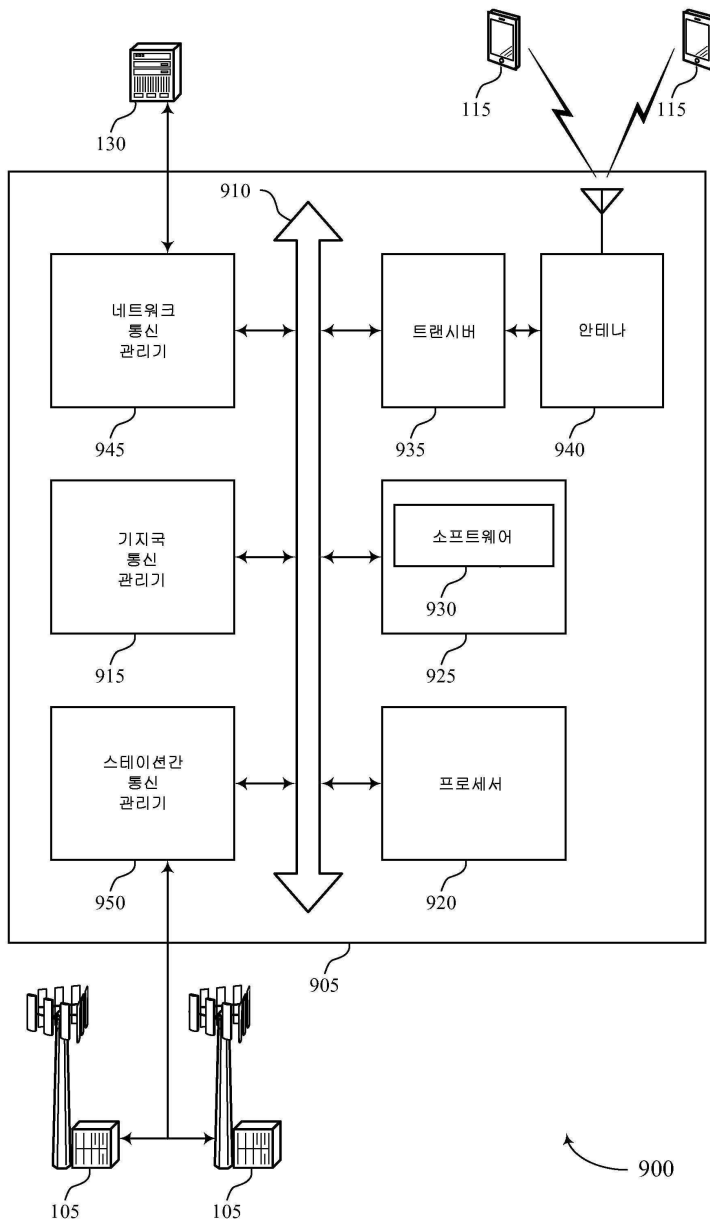 115
115
130
910
네트워크
통신
관리기
트랜시버
안테나
945
935
940
기지국
통신
관리기
소프트웨어
930
915
925
스테이션간
통신
관리기
프로세서
950
920
905
105
105
900